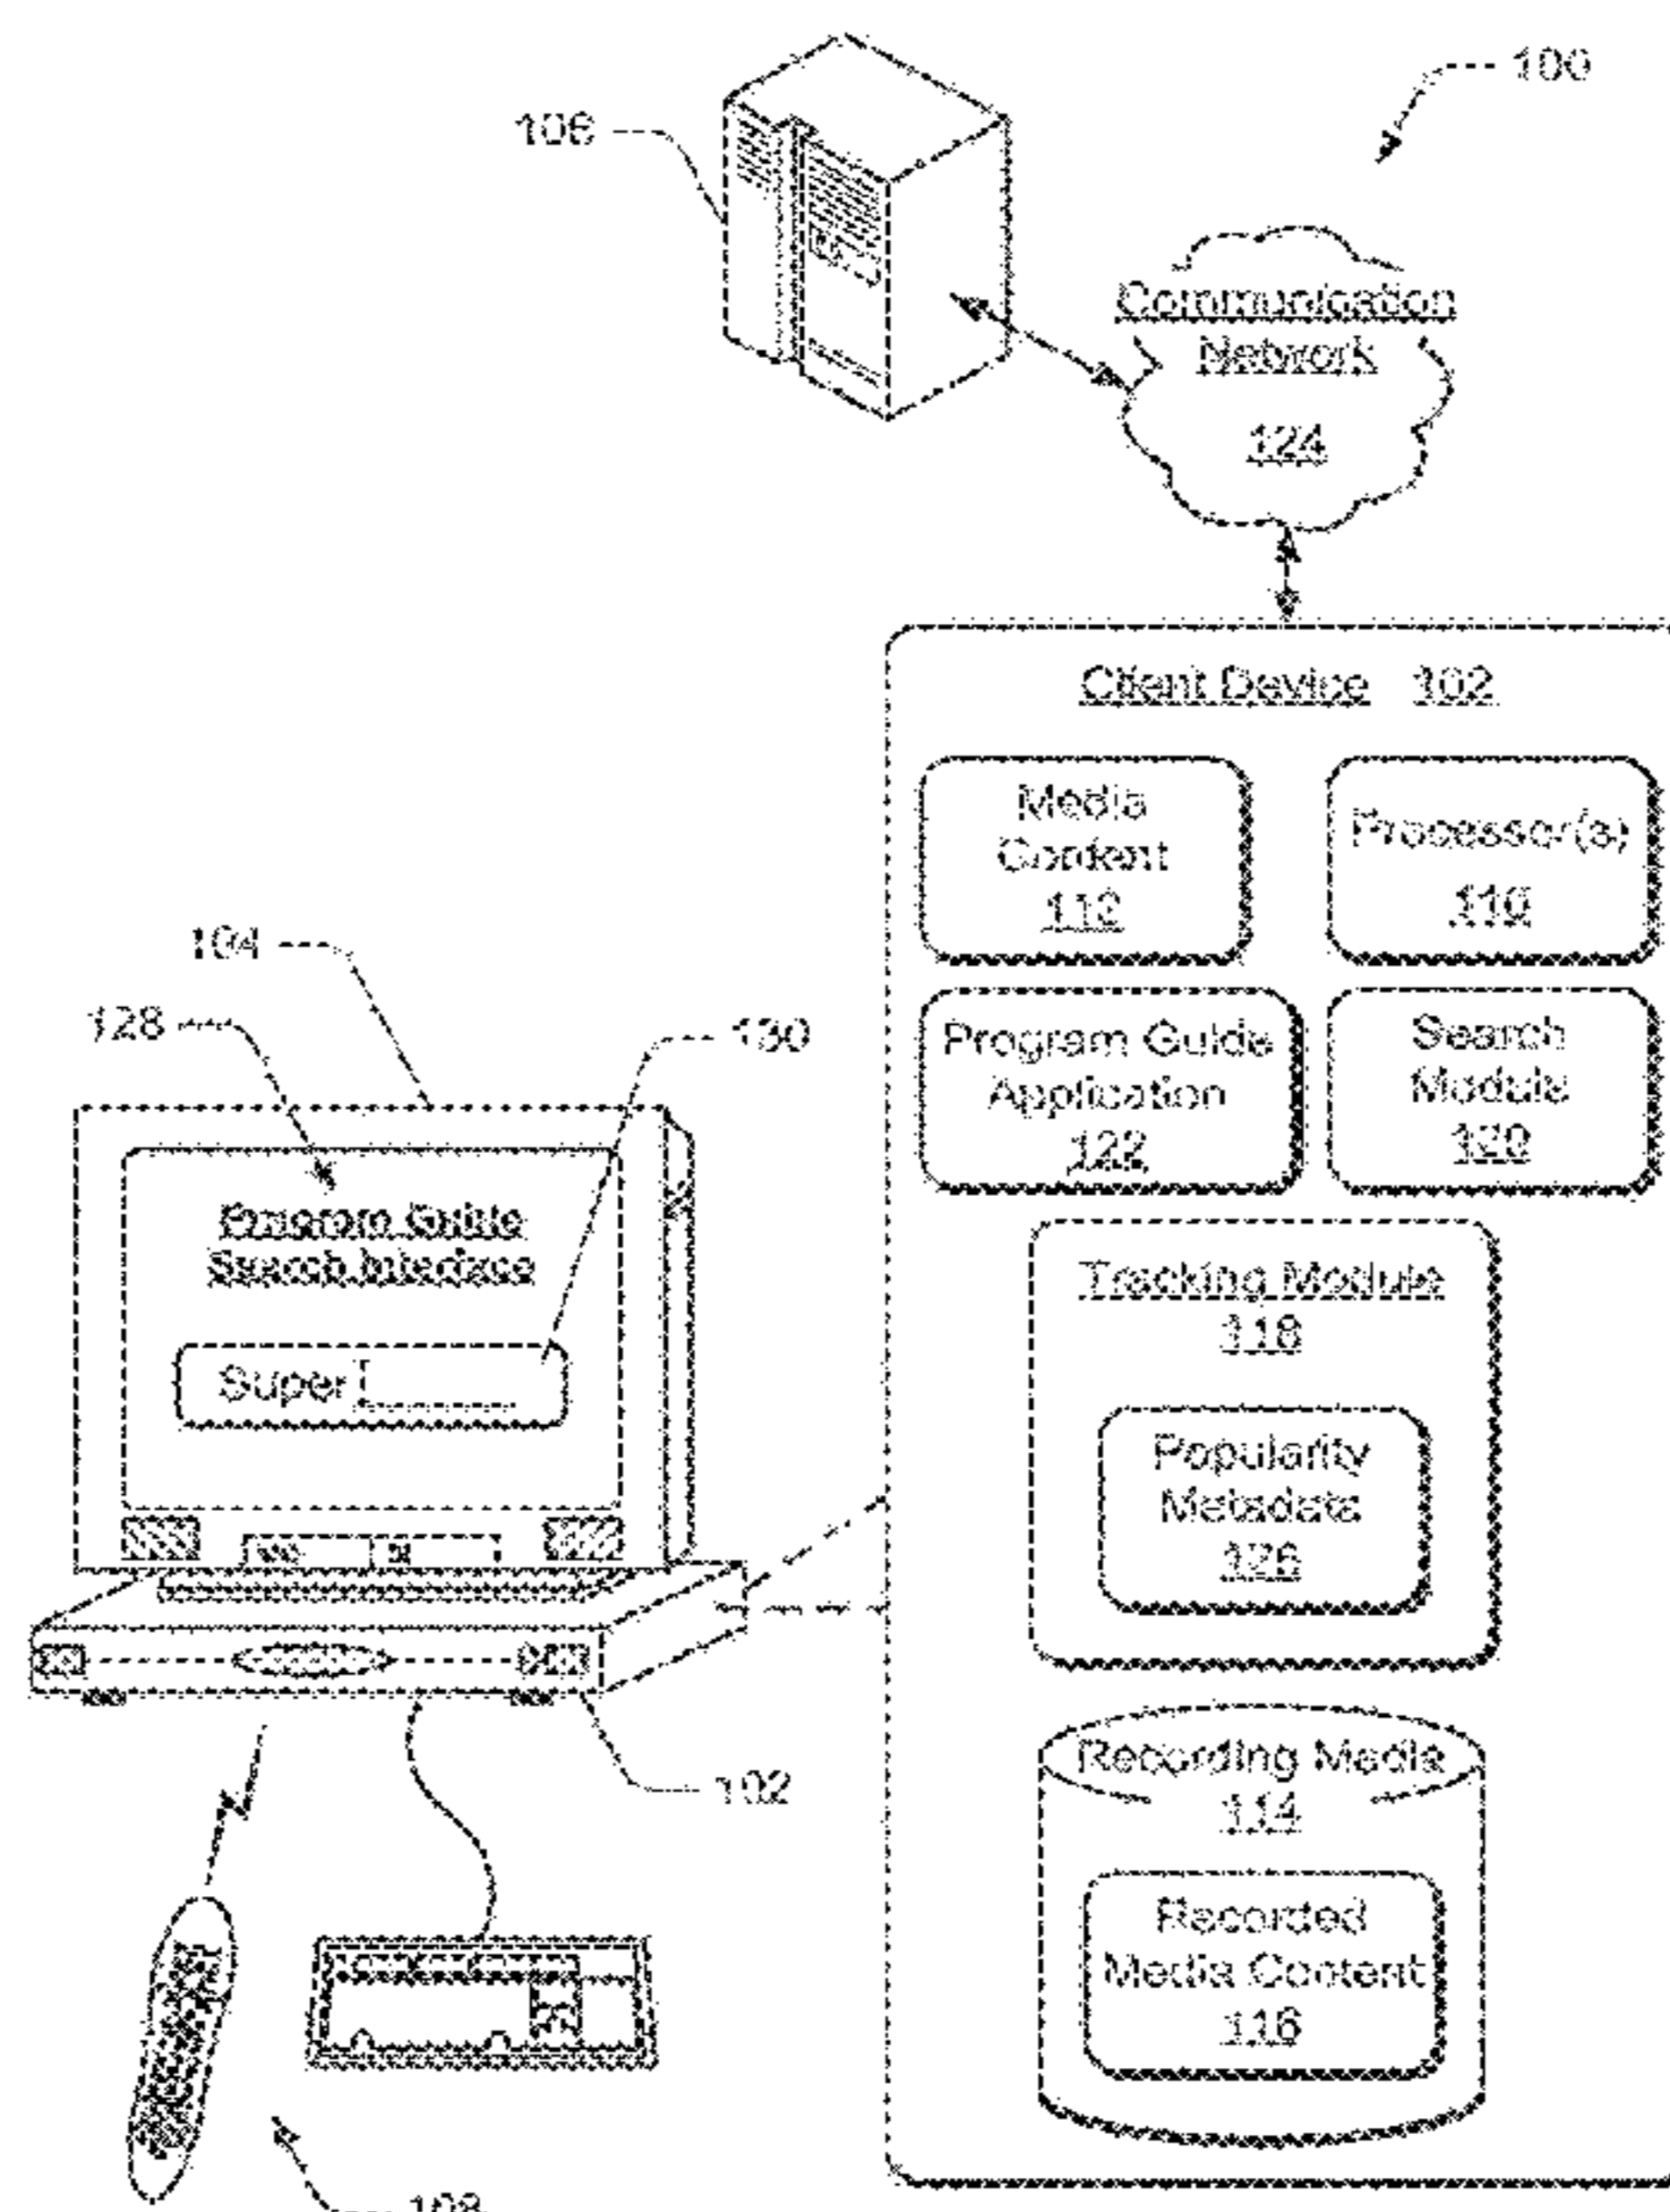 100
106
Communication
Network
124
Client Device 102
Media
Content
112
Processor(s)
110
104
128
130
Program Guide
Application
122
Search
Module
120
Program Guide
Search Interface
Super
Tracking Module
118
Popularity
Metadata
126
102
Recording Media
114
Recorded
Media Content
116
108